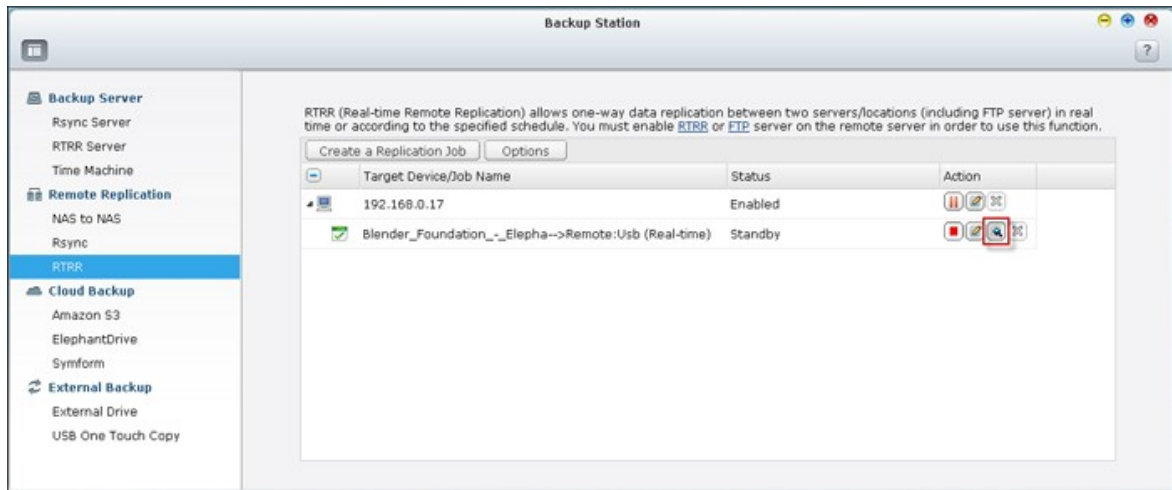 Backup Station
?
Backup Server
Rsync Server
RTRR Server
Time Machine
Remote Replication
NAS to NAS
Rsync
RTRR
Cloud Backup
Amazon S3
ElephantDrive
Symform
External Backup
External Drive
USB One Touch Copy
RTRR (Real-time Remote Replication) allows one-way data replication between two servers/locations (including FTP server) in real
time or according to the specified schedule. You must enable RTRR or FTP server on the remote server in order to use this function.
Create a Replication Job Options
Target Device/Job Name Status Action
192.168.0.17 Enabled
Blender_Foundation_-_Elepha-->Remote:Usb (Real-time) Standby